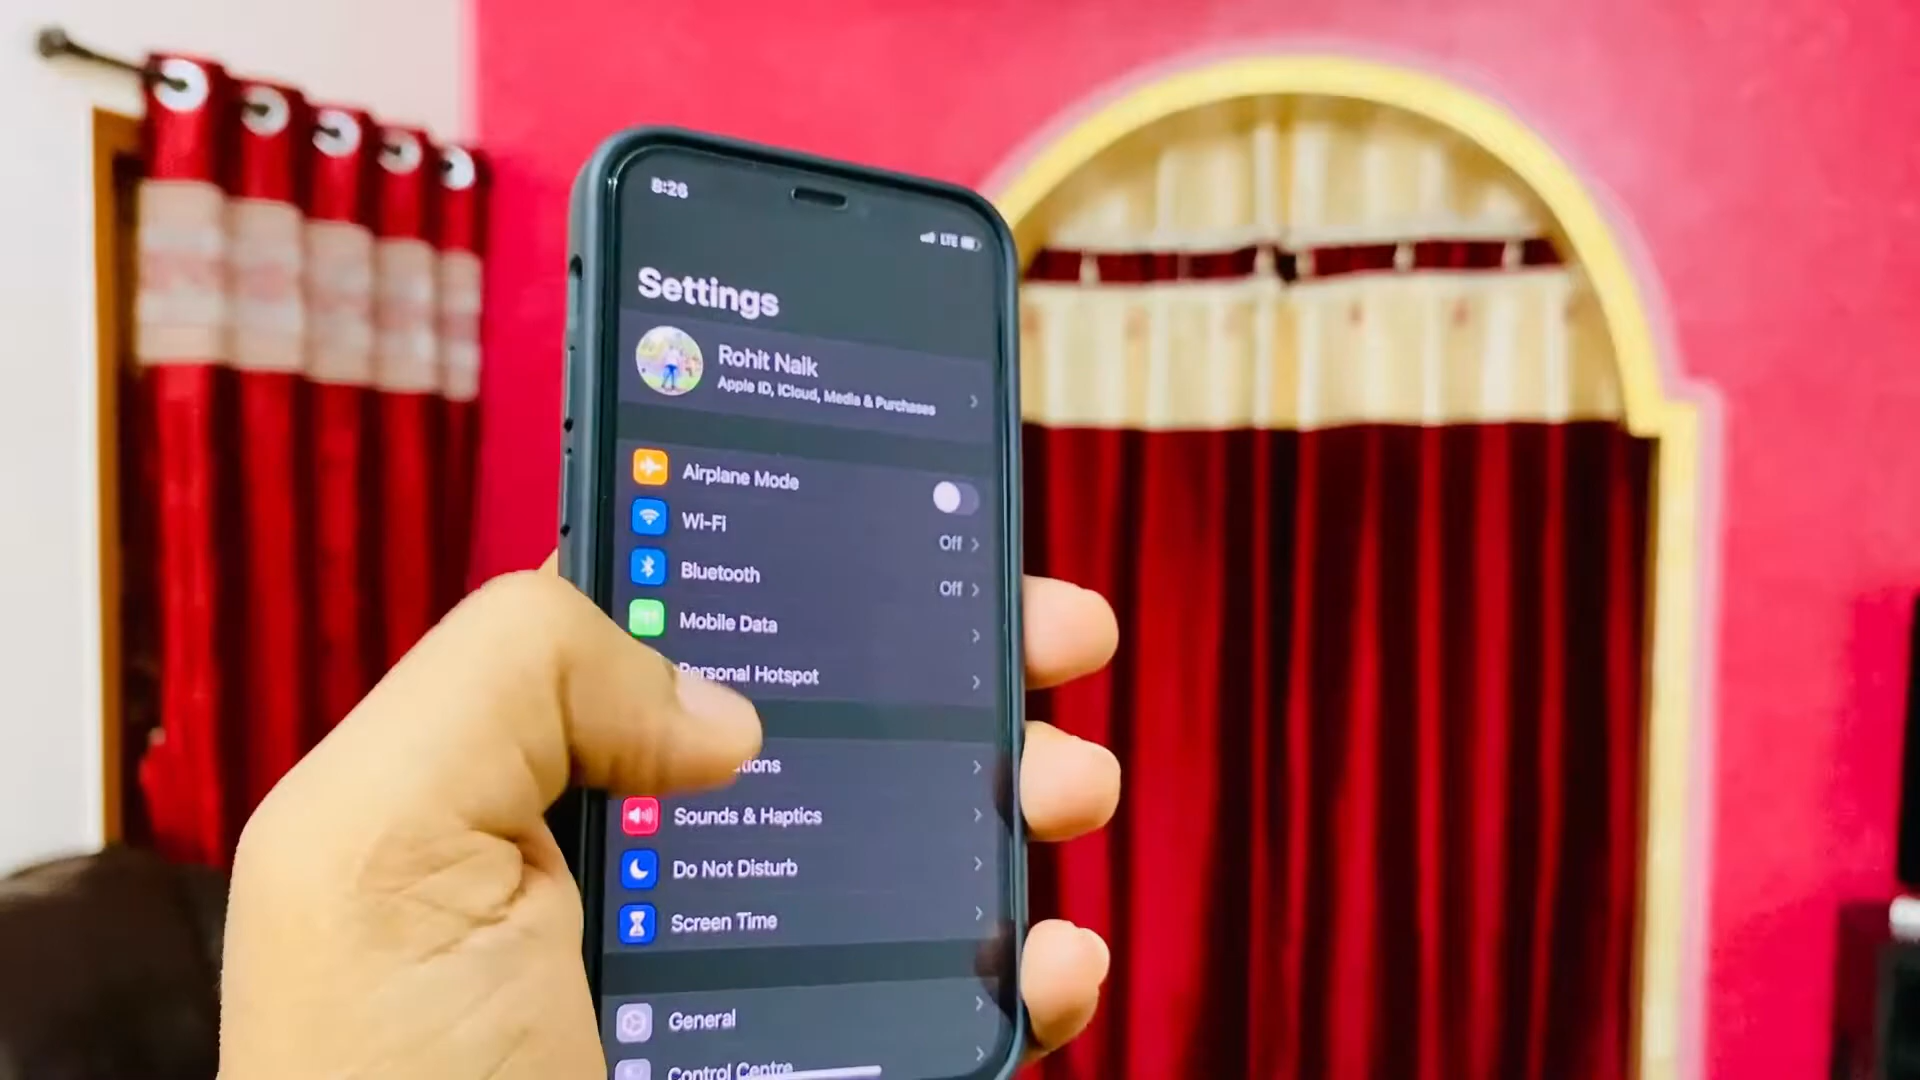 8:26
LTE
Settings
Rohit Naik
Apple ID, iCloud, Media & Purchases
Airplane Mode
Wi-Fi
Off
Bluetooth
Off
Mobile Data
Personal Hotspot
ations
Sounds & Haptics
Do Not Disturb
Screen Time
General
Control Centre